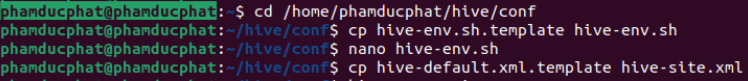 phamducphat@phamducphat:~$ cd /home/phamducphat/hive/conf
phamducphat@phamducphat:~/hive/conf$ cp hive-env.sh.template hive-env.sh
phamducphat@phamducphat:~/hive/conf$ nano hive-env.sh
phamducphat@phamducphat:~/hive/conf$ cp hive-default.xml.template hive-site.xml